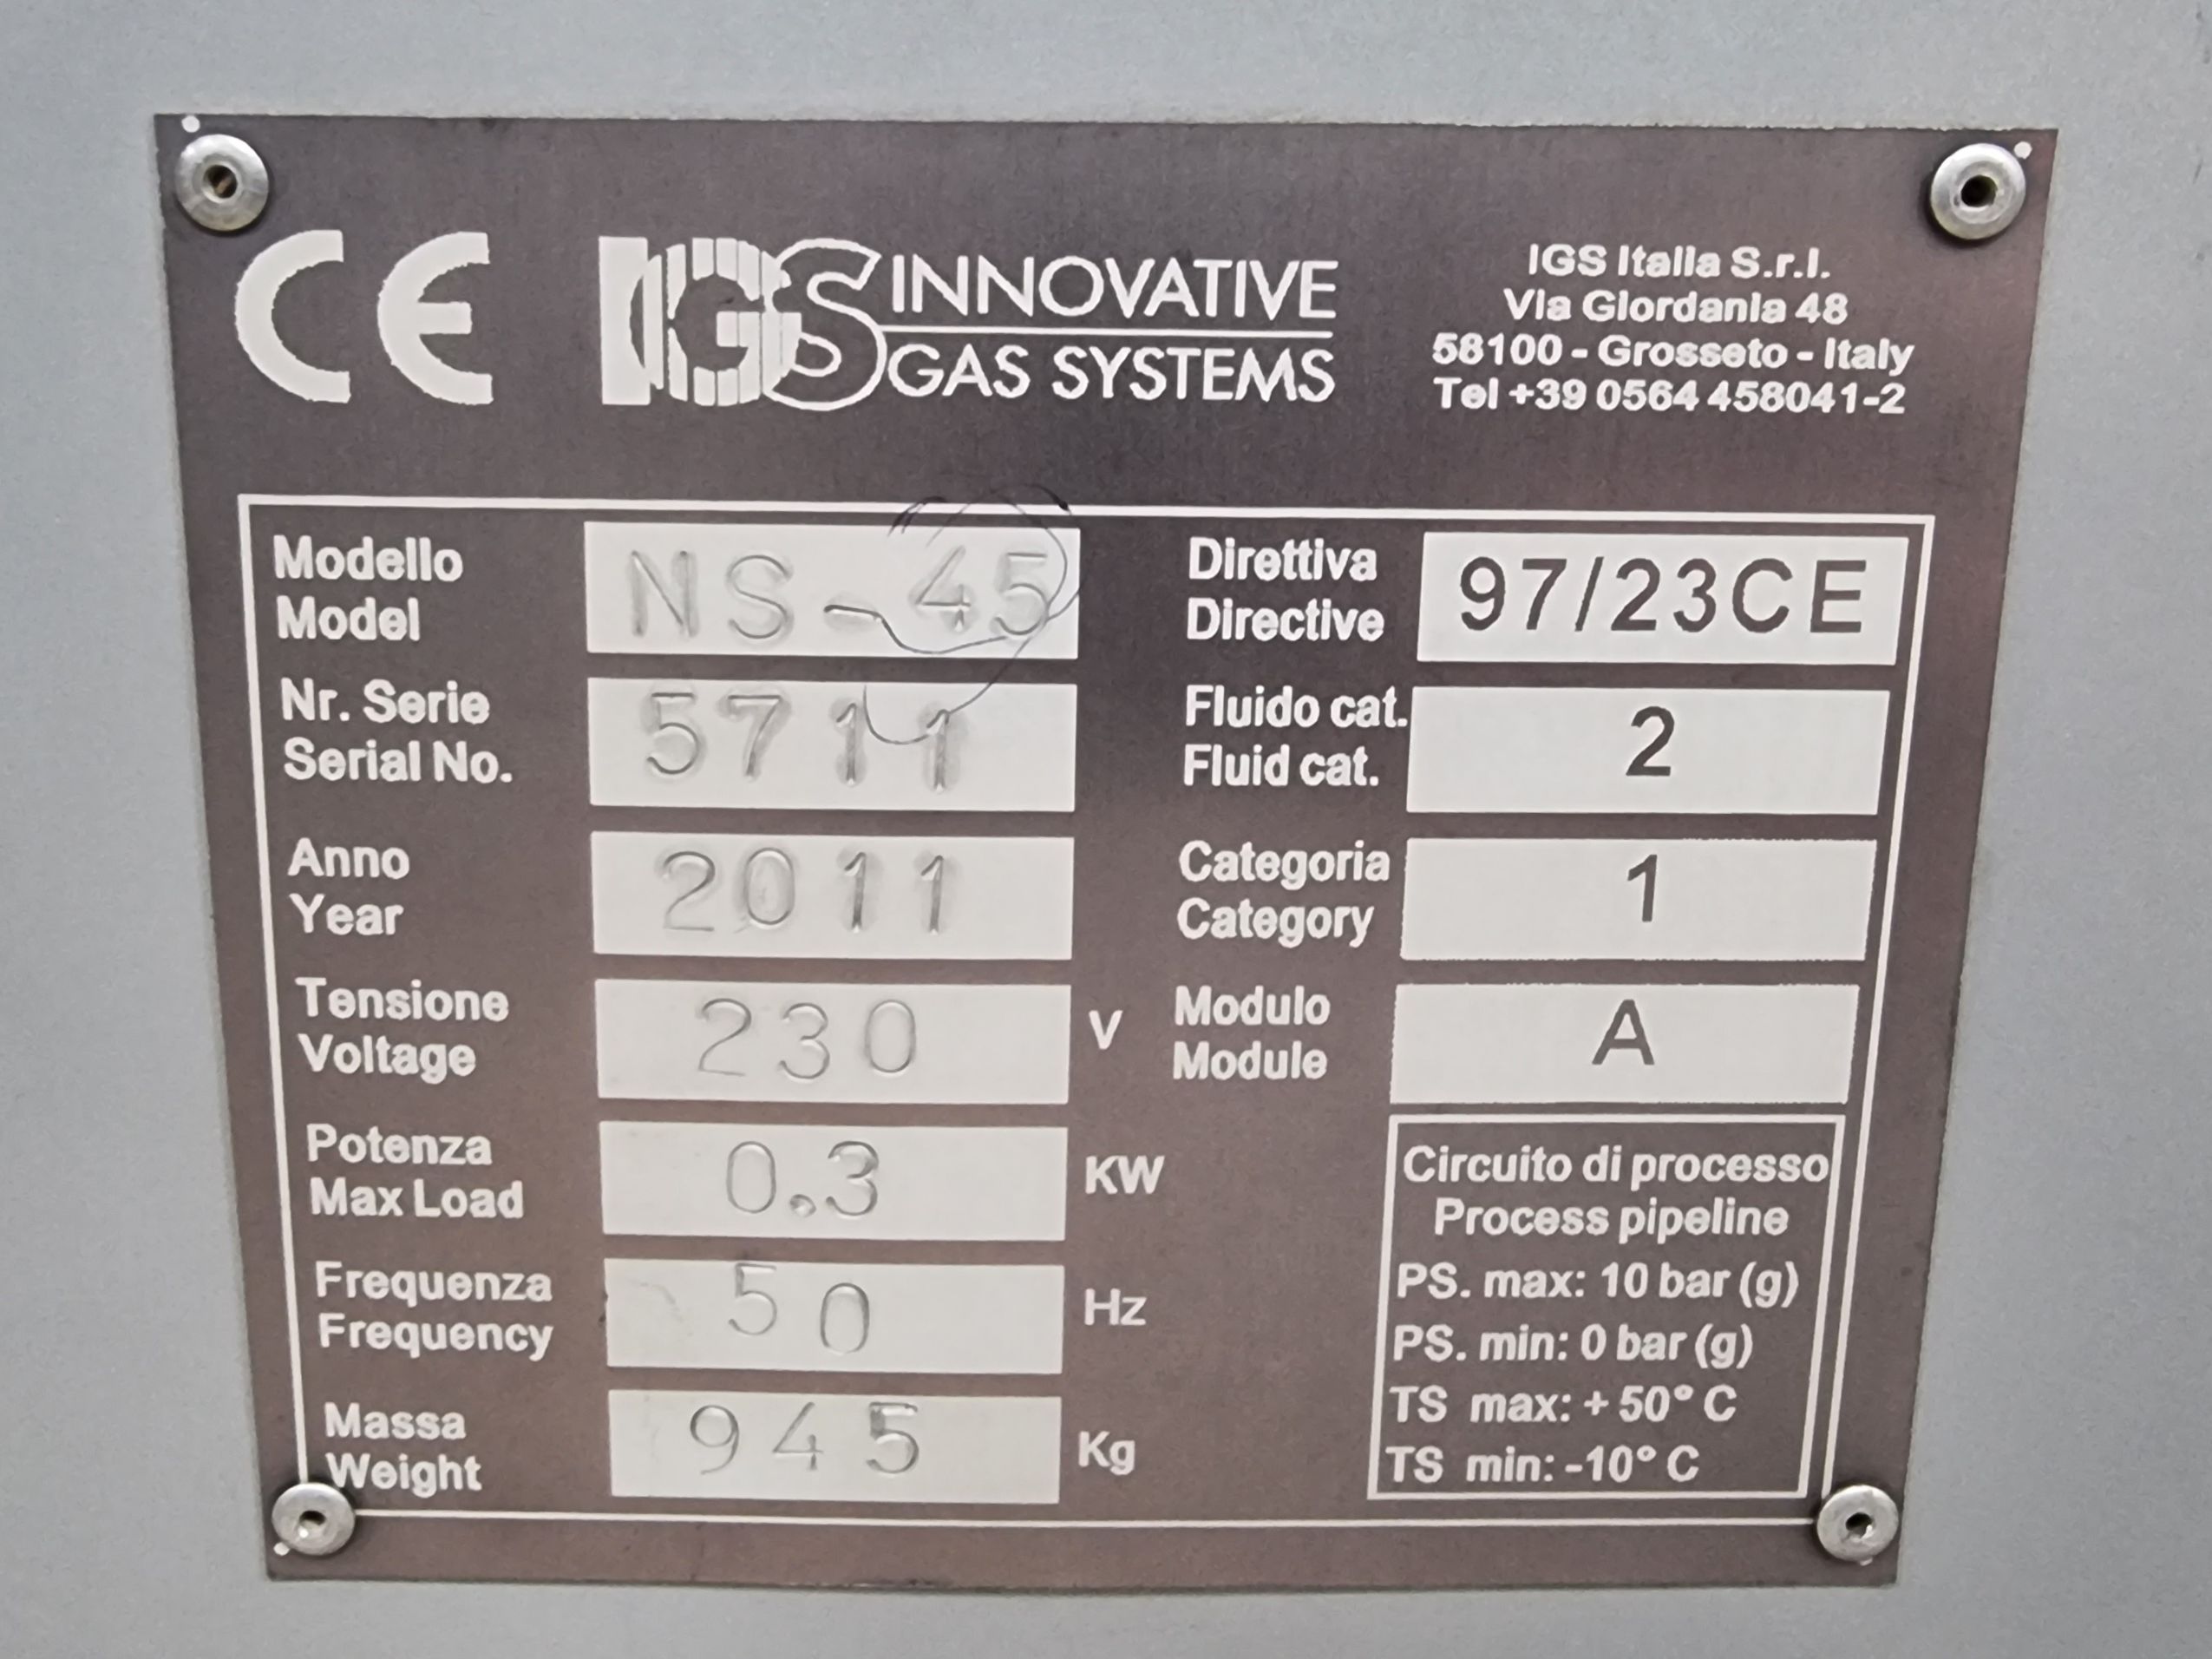 CE IGS INNOVATIVE
GAS SYSTEMS
IGS Italia S.r.l.
Via Giordania 48
58100 - Grosseto - Italy
Tel +39 0564 458041-2
Modello
Model
NS-45
Nr. Serie
Serial No.
5711
Anno
Year
2011
Tensione
Voltage
230 V
Potenza
Max Load
0.3 KW
Frequenza
Frequency
50 Hz
Massa
Weight
945 Kg
Direttiva
Directive
97/23CE
Fluido cat.
Fluid cat.
2
Categoria
Category
1
Modulo
Module
A
Circuito di processo
Process pipeline
PS. max: 10 bar (g)
PS. min: 0 bar (g)
TS max: + 50° C
TS min: -10° C